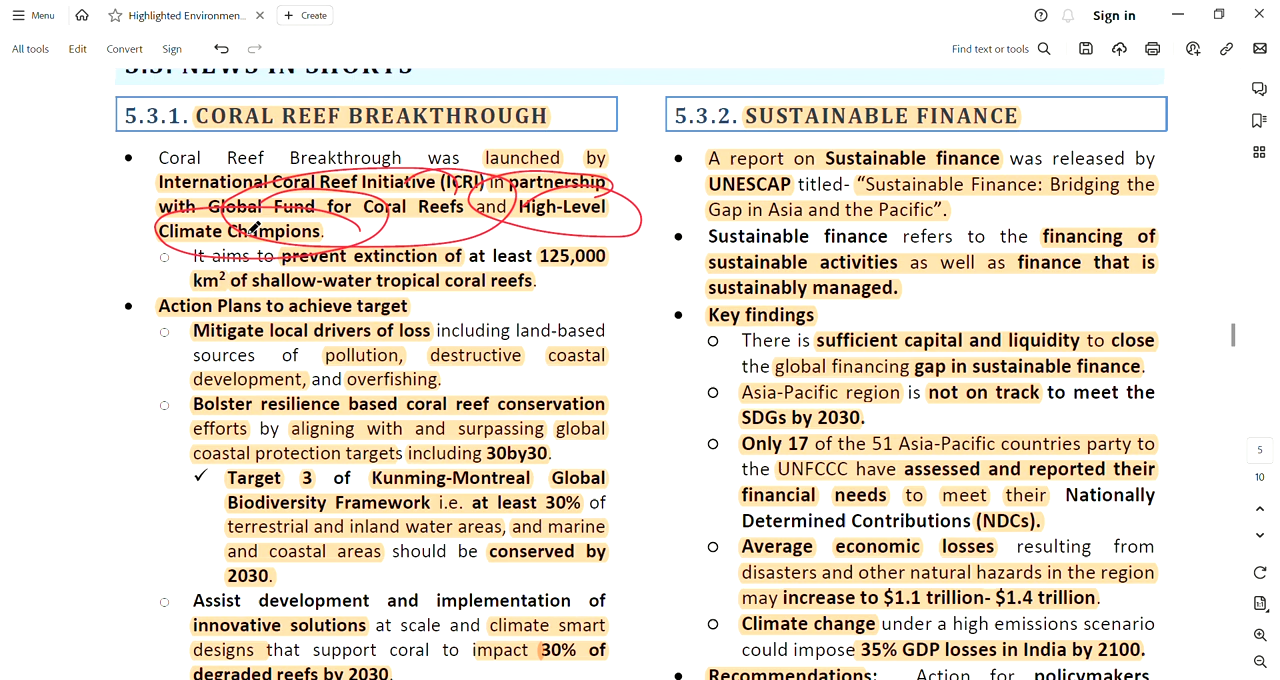 Menu
Highlighted Environmen...
Create
Sign in
All tools
Edit
Convert
Sign
Find text or tools
5.3. NEWS IN SHORTS
5.3.1. CORAL REEF BREAKTHROUGH
• Coral Reef Breakthrough was launched by
International Coral Reef Initiative (ICRI) in partnership
with Global Fund for Coral Reefs and High-Level
Climate Champions.
○ It aims to prevent extinction of at least 125,000
km² of shallow-water tropical coral reefs.
• Action Plans to achieve target
○ Mitigate local drivers of loss including land-based
sources of pollution, destructive coastal
development, and overfishing.
○ Bolster resilience based coral reef conservation
efforts by aligning with and surpassing global
coastal protection targets including 30by30.
✓ Target 3 of Kunming-Montreal Global
Biodiversity Framework i.e. at least 30% of
terrestrial and inland water areas, and marine
and coastal areas should be conserved by
2030.
○ Assist development and implementation of
innovative solutions at scale and climate smart
designs that support coral to impact 30% of
degraded reefs by 2030.
5.3.2. SUSTAINABLE FINANCE
• A report on Sustainable finance was released by
UNESCAP titled- “Sustainable Finance: Bridging the
Gap in Asia and the Pacific”.
• Sustainable finance refers to the financing of
sustainable activities as well as finance that is
sustainably managed.
• Key findings
○ There is sufficient capital and liquidity to close
the global financing gap in sustainable finance.
○ Asia-Pacific region is not on track to meet the
SDGs by 2030.
○ Only 17 of the 51 Asia-Pacific countries party to
the UNFCCC have assessed and reported their
financial needs to meet their Nationally
Determined Contributions (NDCs).
○ Average economic losses resulting from
disasters and other natural hazards in the region
may increase to $1.1 trillion- $1.4 trillion.
○ Climate change under a high emissions scenario
could impose 35% GDP losses in India by 2100.
• Recommendations: Action for policymakers,
5
10